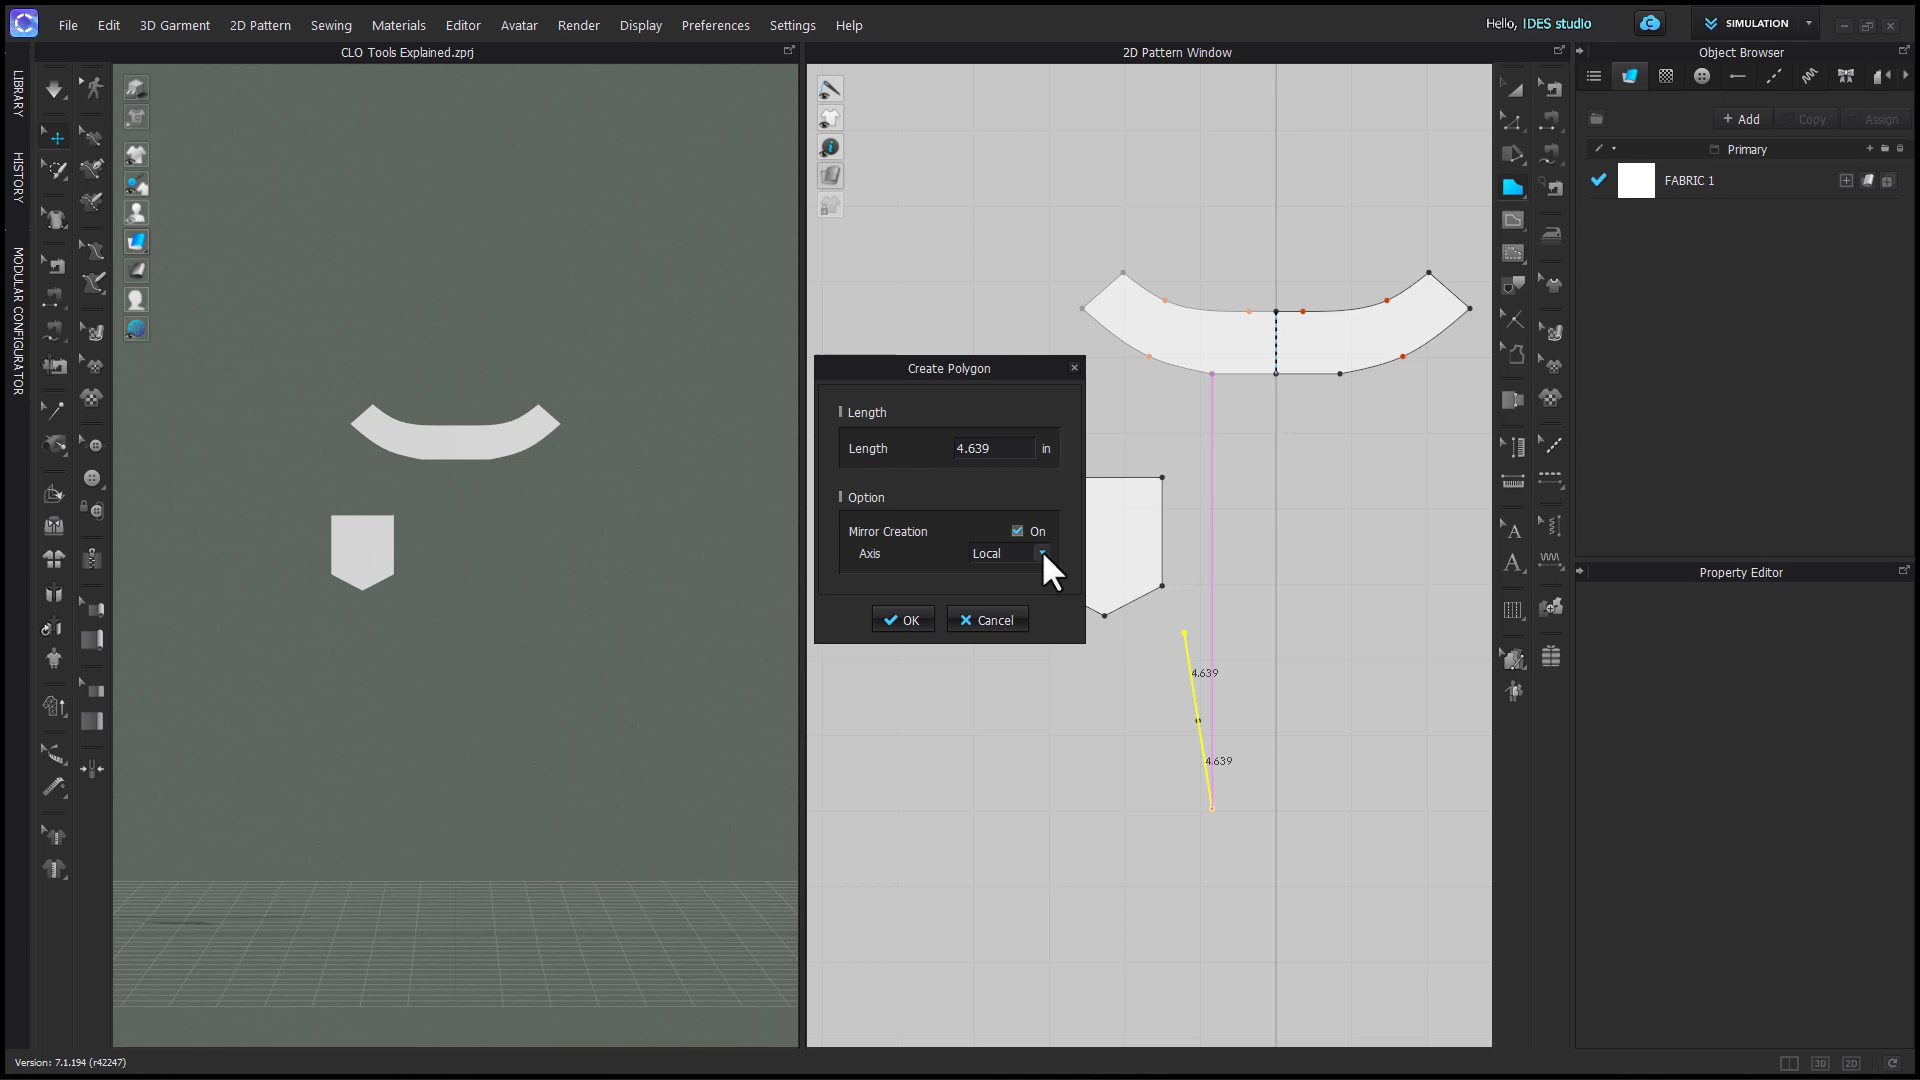 File Edit 3D Garment 2D Pattern Sewing Materials Editor Avatar Render Display Preferences Settings Help
Hello, IDES studio
SIMULATION
CLO Tools Explained.zprj
2D Pattern Window
Object Browser
LIBRARY
HISTORY
MODULAR CONFIGURATOR
+ Add
Copy
Assign
Primary
FABRIC 1
Create Polygon
Length
Length 4.639 in
Option
Mirror Creation On
Axis Local
OK
Cancel
4.639
4.639
A
A
Property Editor
Version: 7.1.194 (r42247)
3D
2D